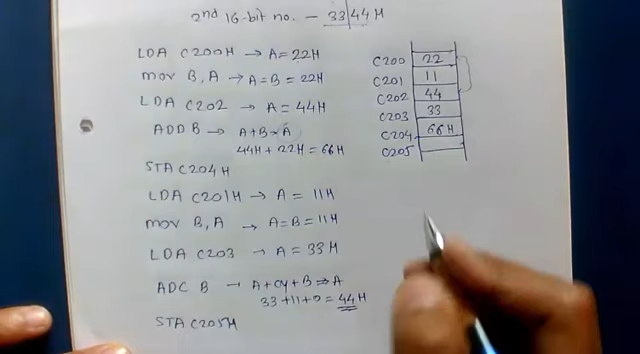 2nd 16-bit no. - 3344H
LDA C200H → A=22H
mov B,A → A=B=22H
LDA C202 → A=44H
ADD B → A+B→A
44H+22H=66H
STA C204H
LDA C201H → A=11H
mov B,A → A=B=11H
LDA C203 → A=33H
ADC B → A+cy+B⇒A
33+11+0=44H
STA C205H
C200 22
C201 11
C202 44
C203 33
C204 66H
C205